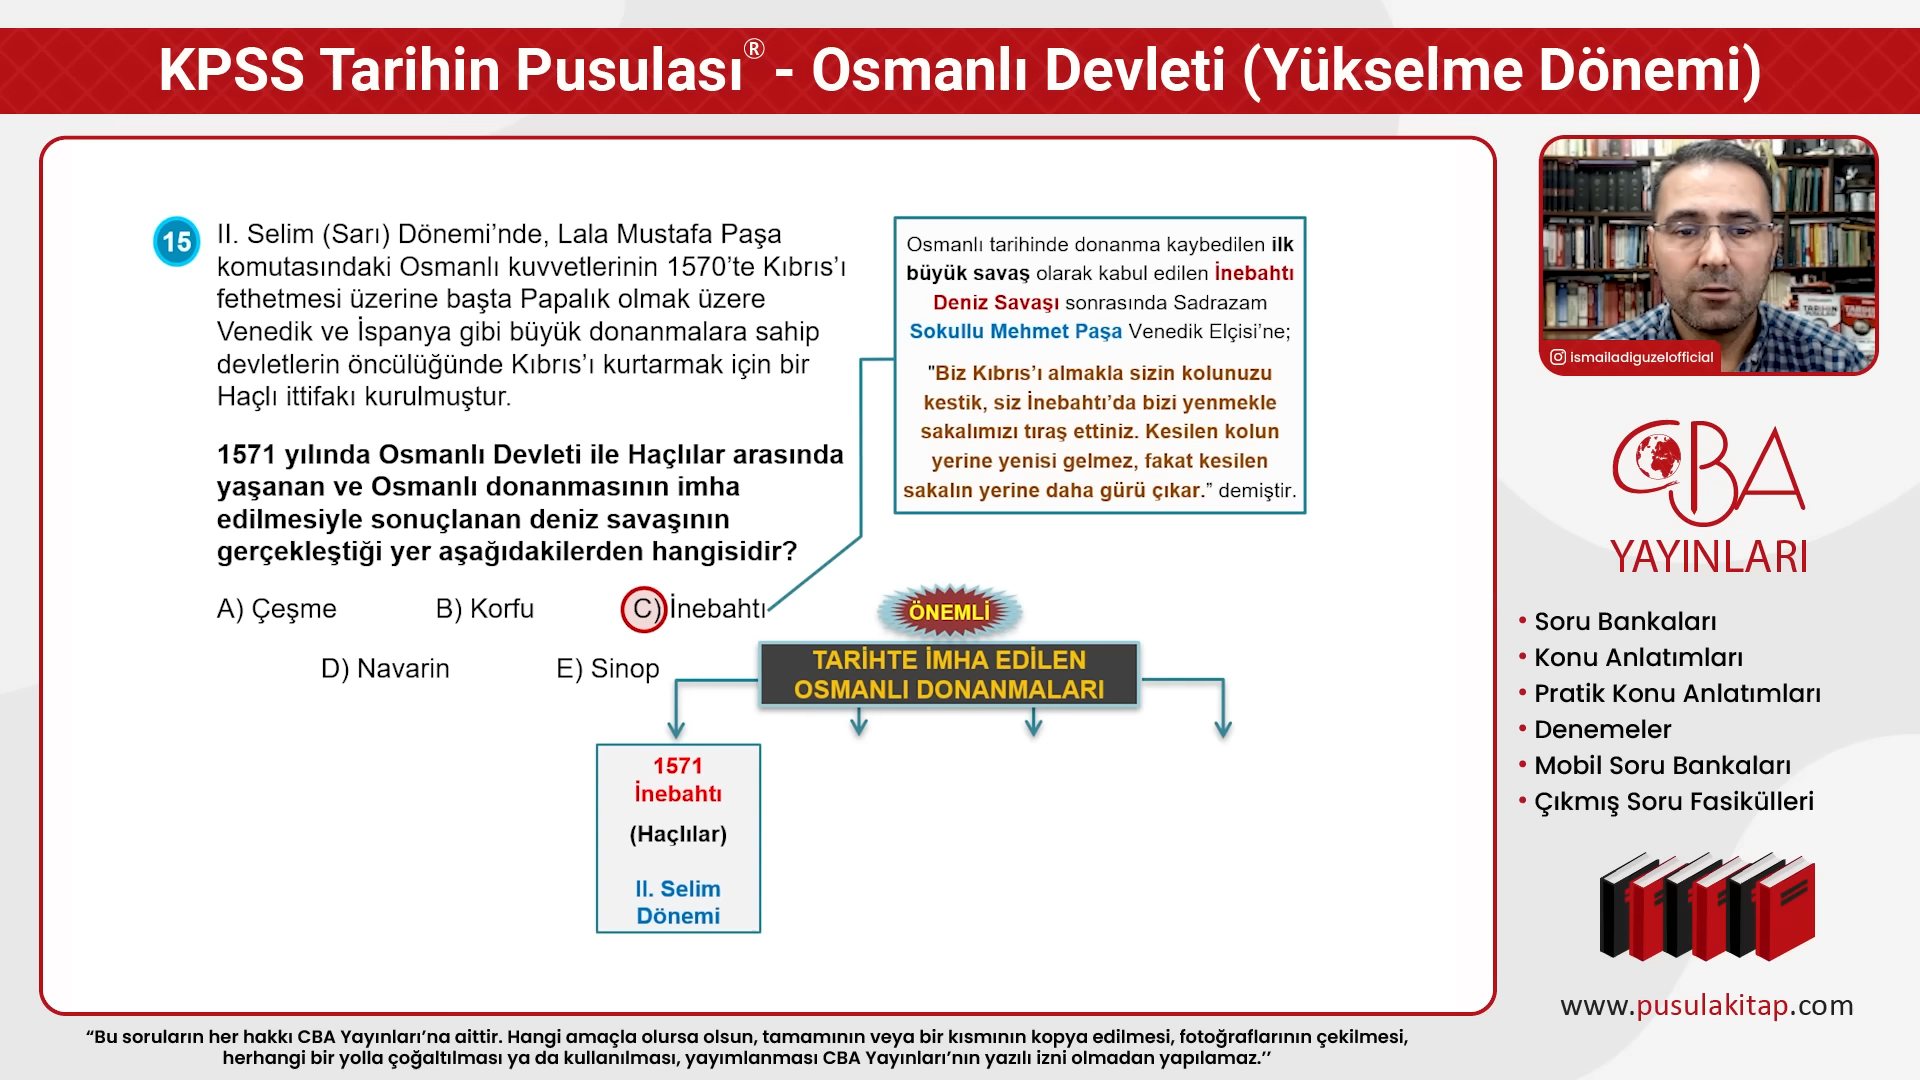 KPSS Tarihin Pusulası® - Osmanlı Devleti (Yükselme Dönemi)
15
II. Selim (Sarı) Dönemi’nde, Lala Mustafa Paşa
komutasındaki Osmanlı kuvvetlerinin 1570’te Kıbrıs’ı
fethetmesi üzerine başta Papalık olmak üzere
Venedik ve İspanya gibi büyük donanmalara sahip
devletlerin öncülüğünde Kıbrıs’ı kurtarmak için bir
Haçlı ittifakı kurulmuştur.
1571 yılında Osmanlı Devleti ile Haçlılar arasında
yaşanan ve Osmanlı donanmasının imha
edilmesiyle sonuçlanan deniz savaşının
gerçekleştiği yer aşağıdakilerden hangisidir?
A) Çeşme B) Korfu C) İnebahtı
D) Navarin E) Sinop
Osmanlı tarihinde donanma kaybedilen ilk
büyük savaş olarak kabul edilen İnebahtı
Deniz Savaşı sonrasında Sadrazam
Sokullu Mehmet Paşa Venedik Elçisi’ne;
"Biz Kıbrıs’ı almakla sizin kolunuzu
kestik, siz İnebahtı’da bizi yenmekle
sakalımızı tıraş ettiniz. Kesilen kolun
yerine yenisi gelmez, fakat kesilen
sakalın yerine daha gürü çıkar.” demiştir.
ÖNEMLİ
TARİHTE İMHA EDİLEN
OSMANLI DONANMALARI
1571
İnebahtı
(Haçlılar)
II. Selim
Dönemi
ismailadiguzelofficial
CBA
YAYINLARI
• Soru Bankaları
• Konu Anlatımları
• Pratik Konu Anlatımları
• Denemeler
• Mobil Soru Bankaları
• Çıkmış Soru Fasikülleri
www.pusulakitap.com
“Bu soruların her hakkı CBA Yayınları’na aittir. Hangi amaçla olursa olsun, tamamının veya bir kısmının kopya edilmesi, fotoğraflarının çekilmesi,
herhangi bir yolla çoğaltılması ya da kullanılması, yayımlanması CBA Yayınları’nın yazılı izni olmadan yapılamaz.’’